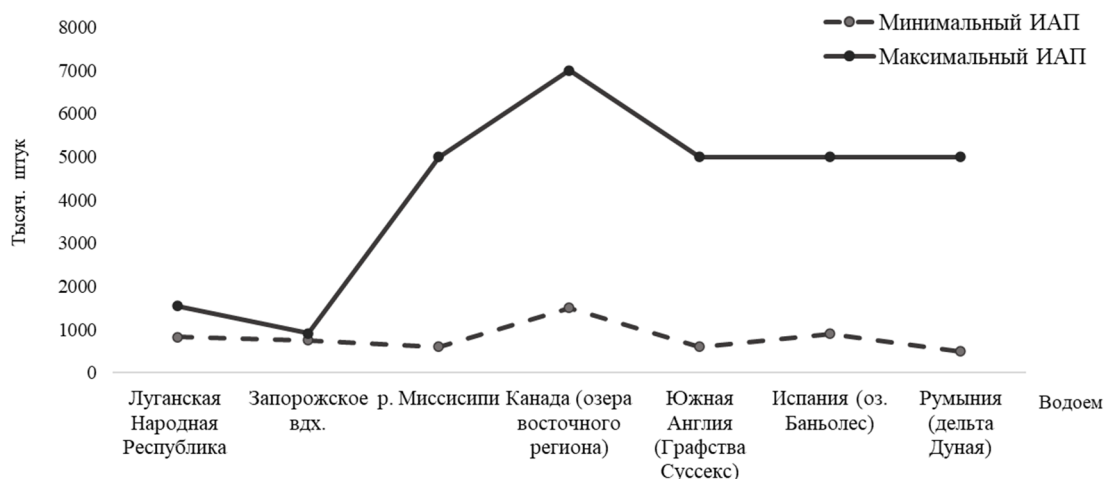 Минимальный ИАП
Максимальный ИАП
Тысяч. штук
8000
7000
6000
5000
4000
3000
2000
1000
0
Луганская
Народная
Республика
Запорожское
вдх.
р. Миссисипи
Канада (озера
восточного
региона)
Южная
Англия
(Графства
Суссекс)
Испания (оз.
Баньолес)
Румыния
(дельта
Дуная)
Водоем